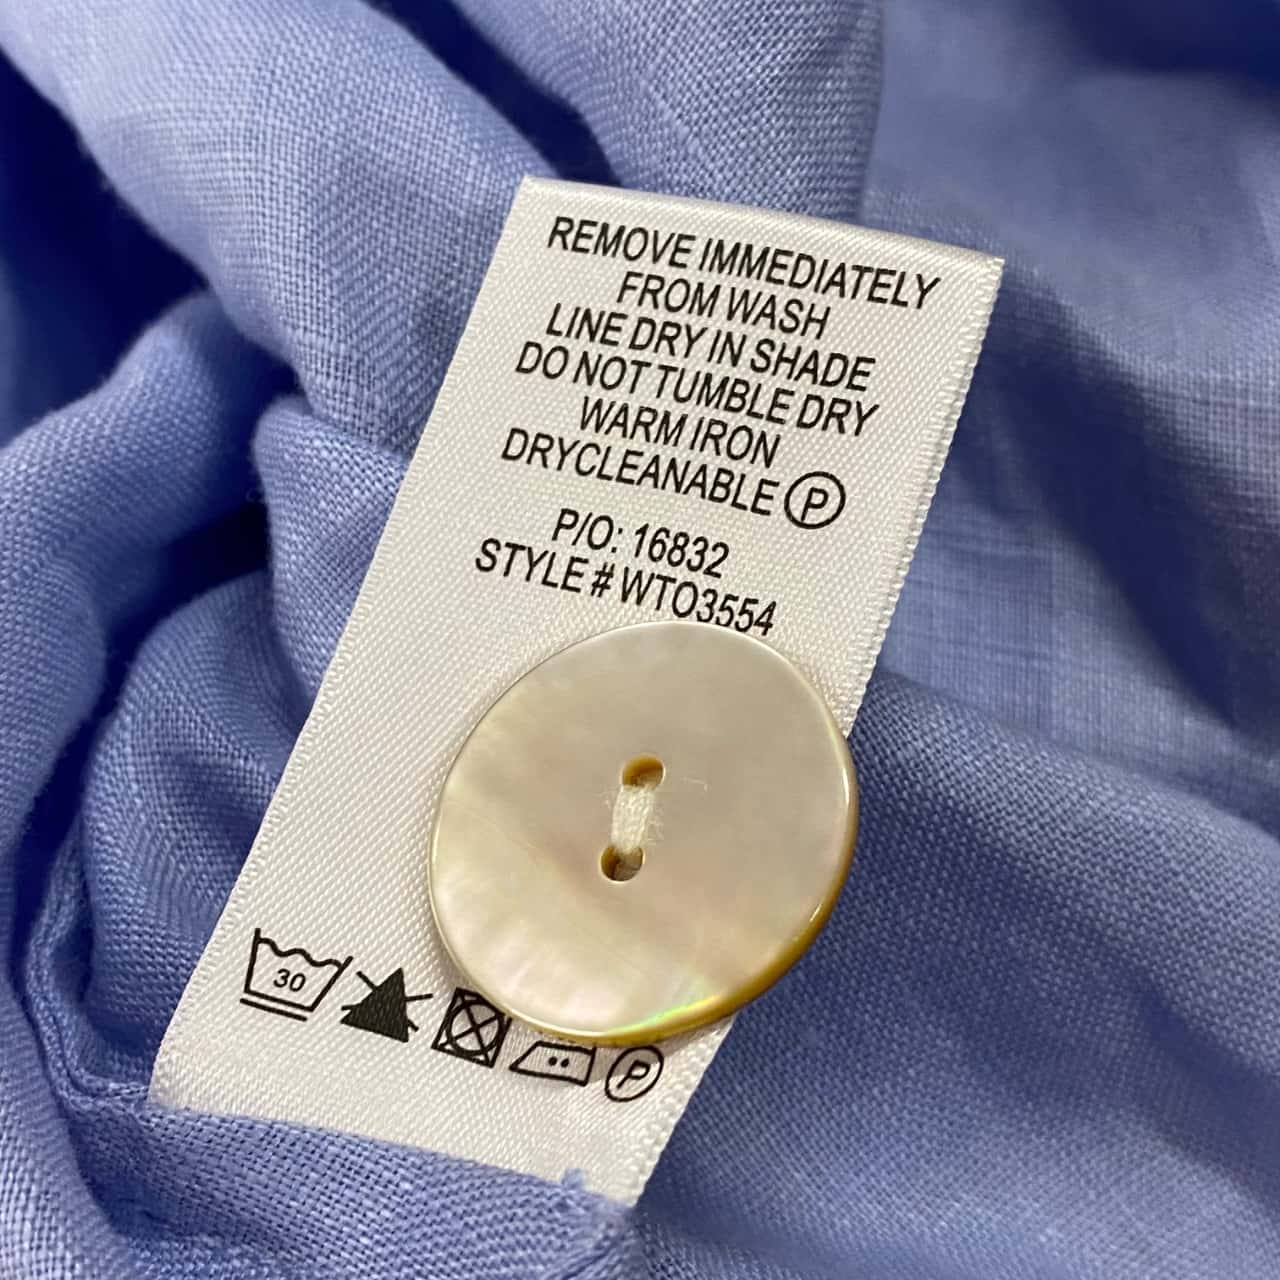 REMOVE IMMEDIATELY
FROM WASH
LINE DRY IN SHADE
DO NOT TUMBLE DRY
WARM IRON
DRYCLEANABLE P
P/O: 16832
STYLE # WTO3554
30
P